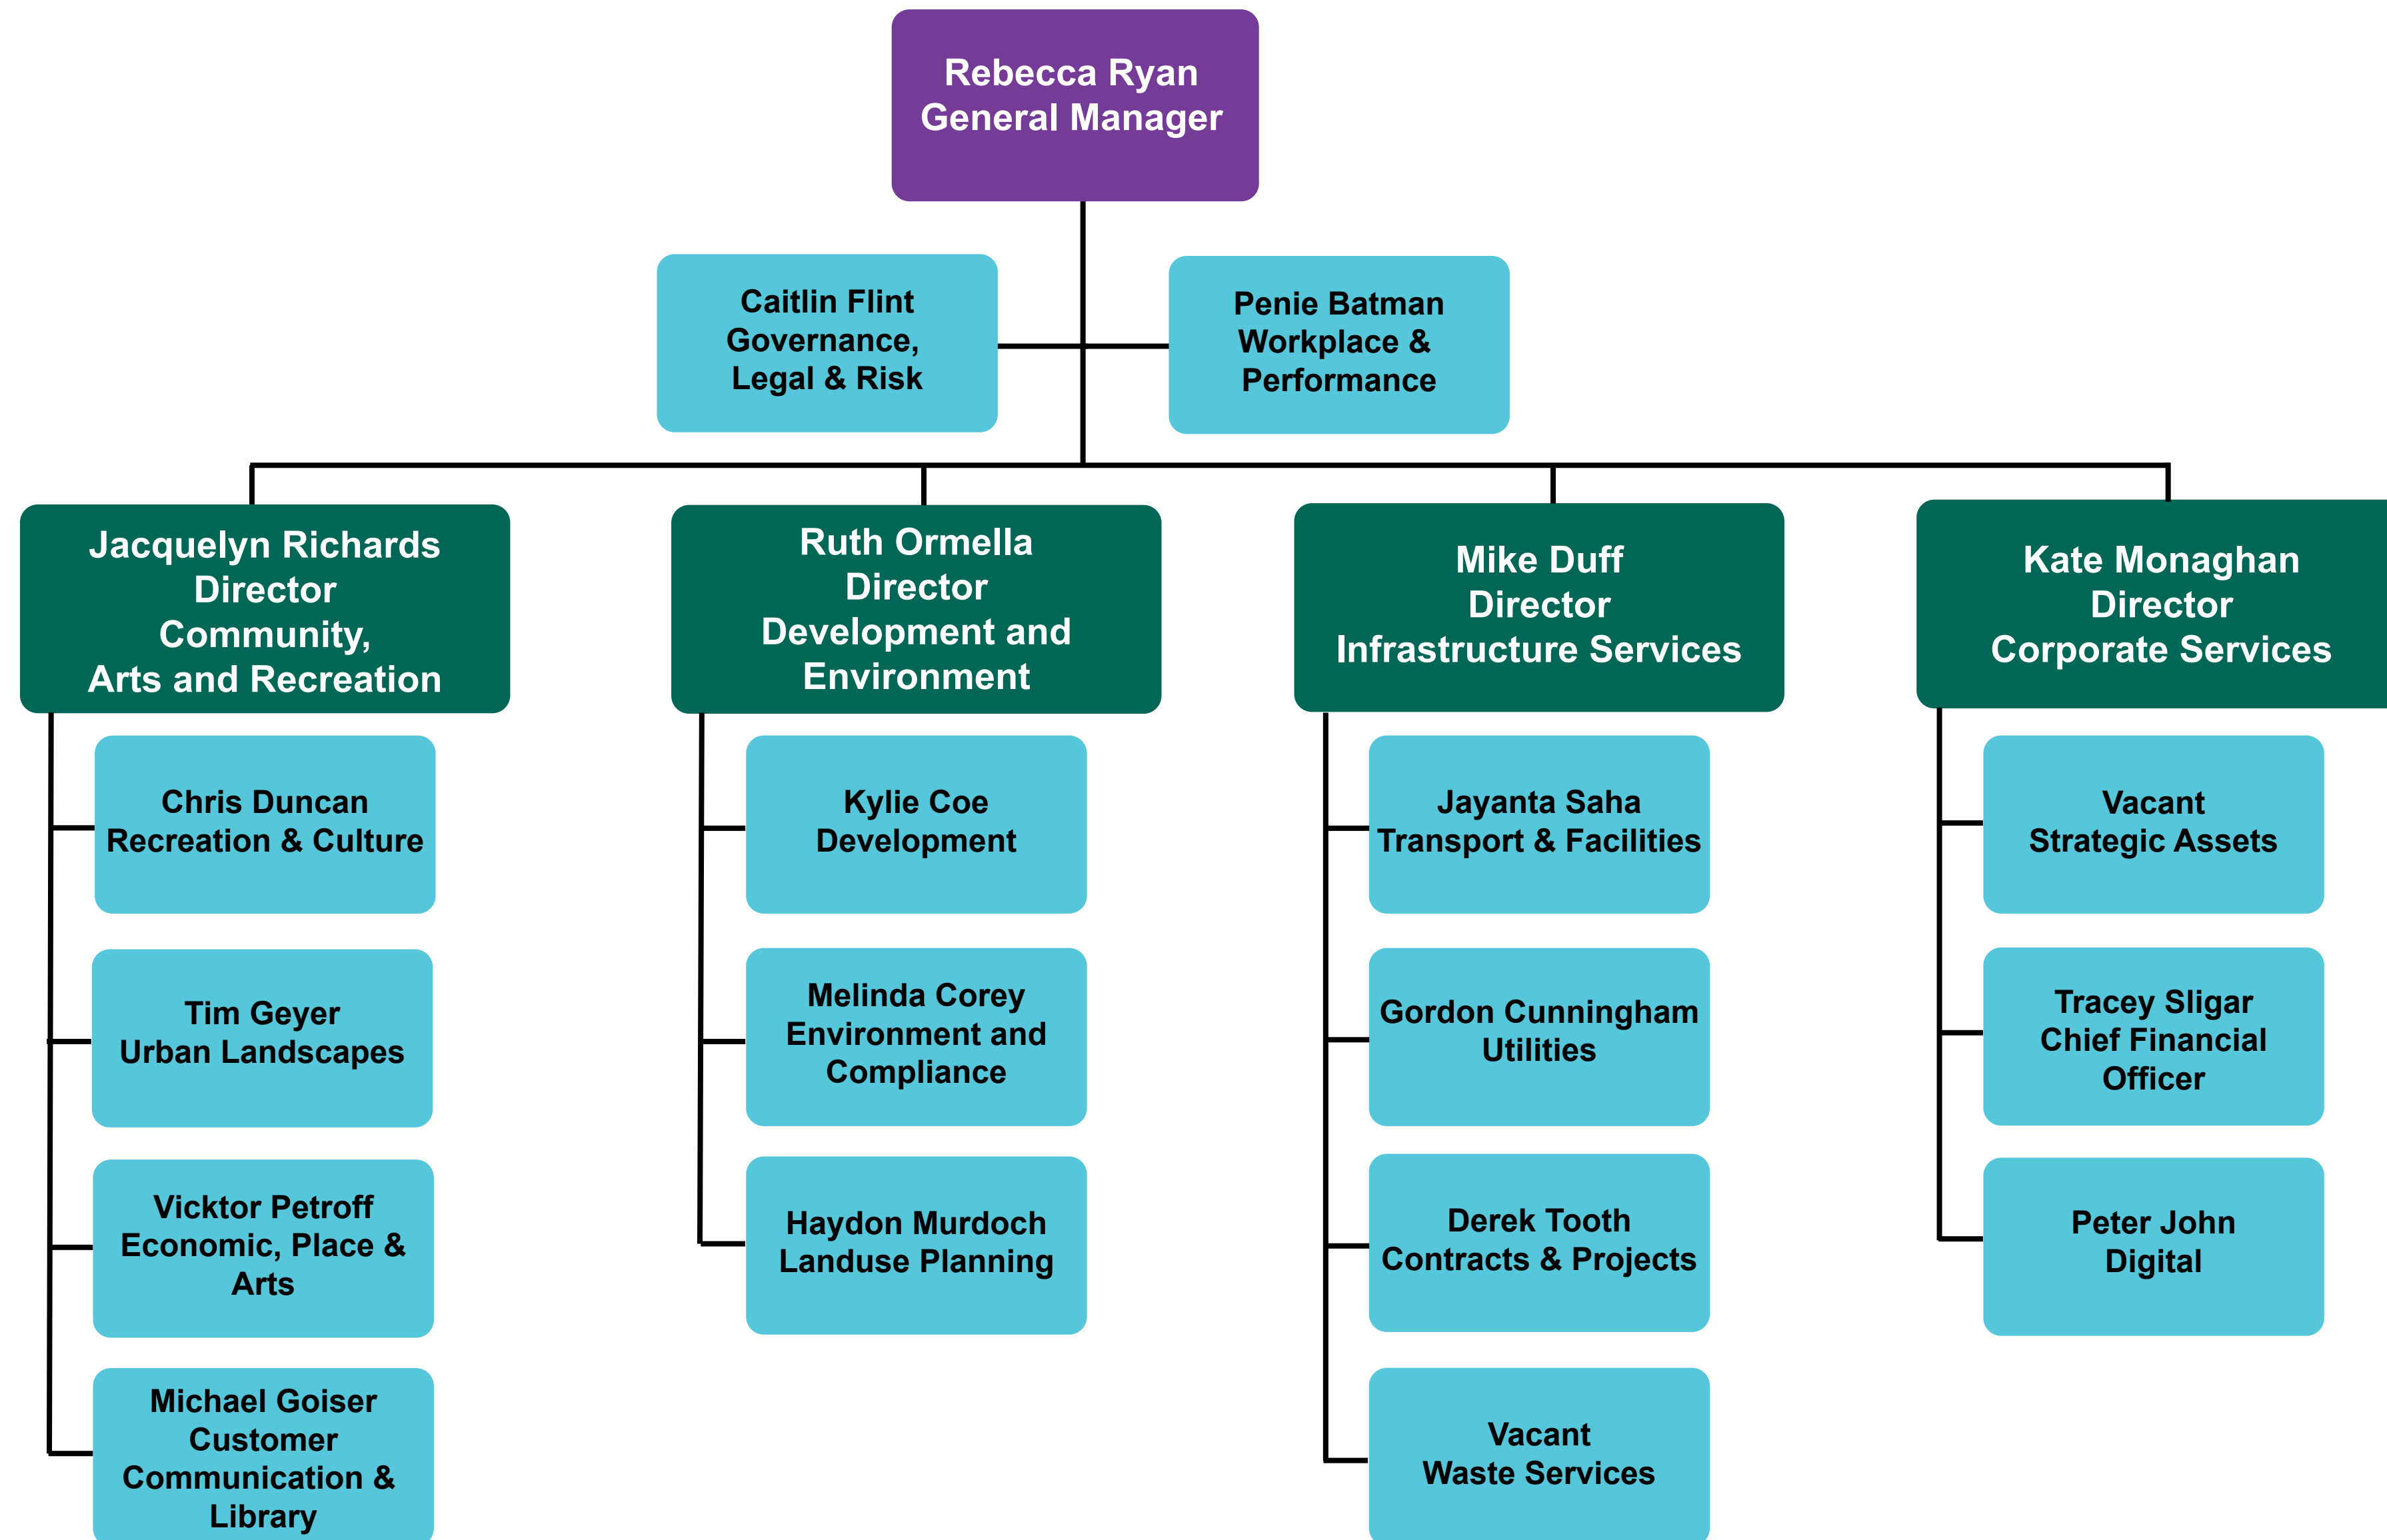 Rebecca Ryan
General Manager
Caitlin Flint
Governance,
Legal & Risk
Penie Batman
Workplace &
Performance
Jacquelyn Richards
Director
Community,
Arts and Recreation
Ruth Ormella
Director
Development and
Environment
Mike Duff
Director
Infrastructure Services
Kate Monaghan
Director
Corporate Services
Chris Duncan
Recreation & Culture
Tim Geyer
Urban Landscapes
Vicktor Petroff
Economic, Place &
Arts
Michael Goiser
Customer
Communication &
Library
Kylie Coe
Development
Melinda Corey
Environment and
Compliance
Haydon Murdoch
Landuse Planning
Jayanta Saha
Transport & Facilities
Gordon Cunningham
Utilities
Derek Tooth
Contracts & Projects
Vacant
Waste Services
Vacant
Strategic Assets
Tracey Sligar
Chief Financial
Officer
Peter John
Digital